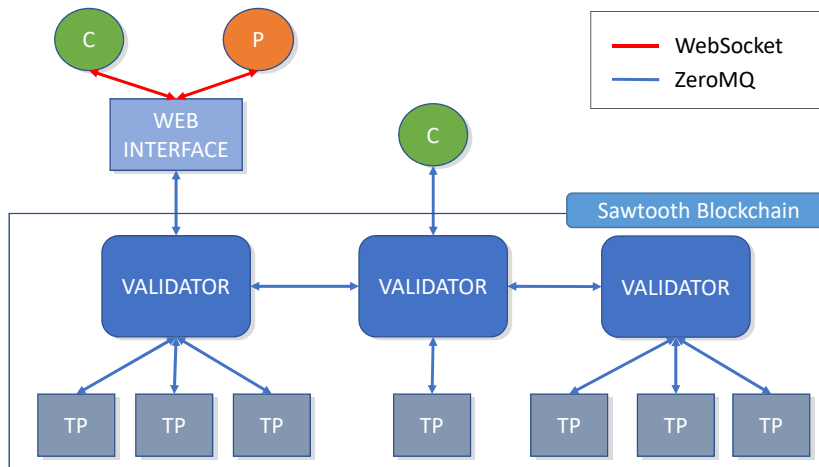 C
P
WebSocket
ZeroMQ
WEB
INTERFACE
C
Sawtooth Blockchain
VALIDATOR
VALIDATOR
VALIDATOR
TP
TP
TP
TP
TP
TP
TP